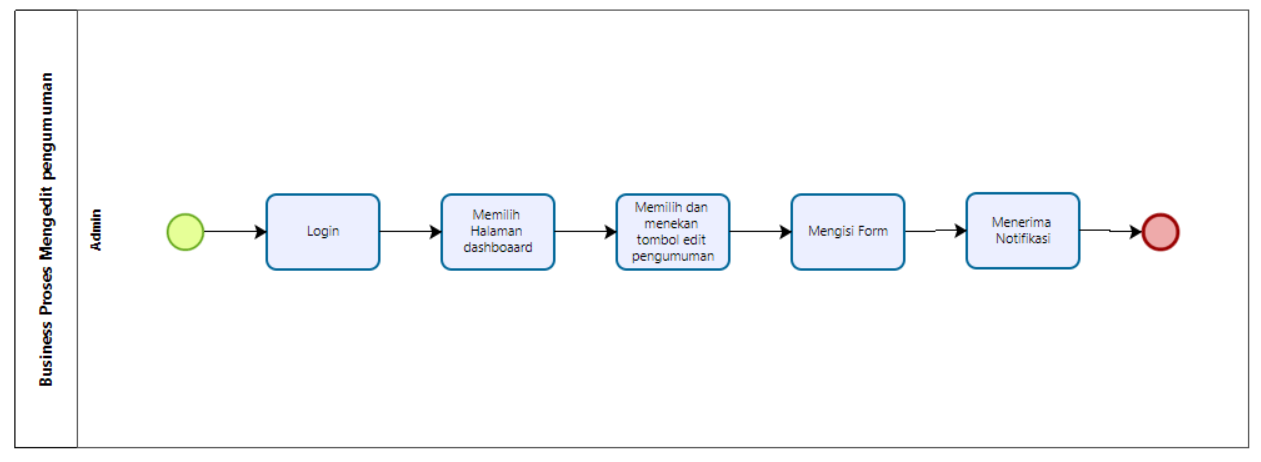 Business Proses Mengedit pengumuman
Admin
Login
Memilih
Halaman
dashboaard
Memilih dan
menekan
tombol edit
pengumuman
Mengisi Form
Menerima
Notifikasi